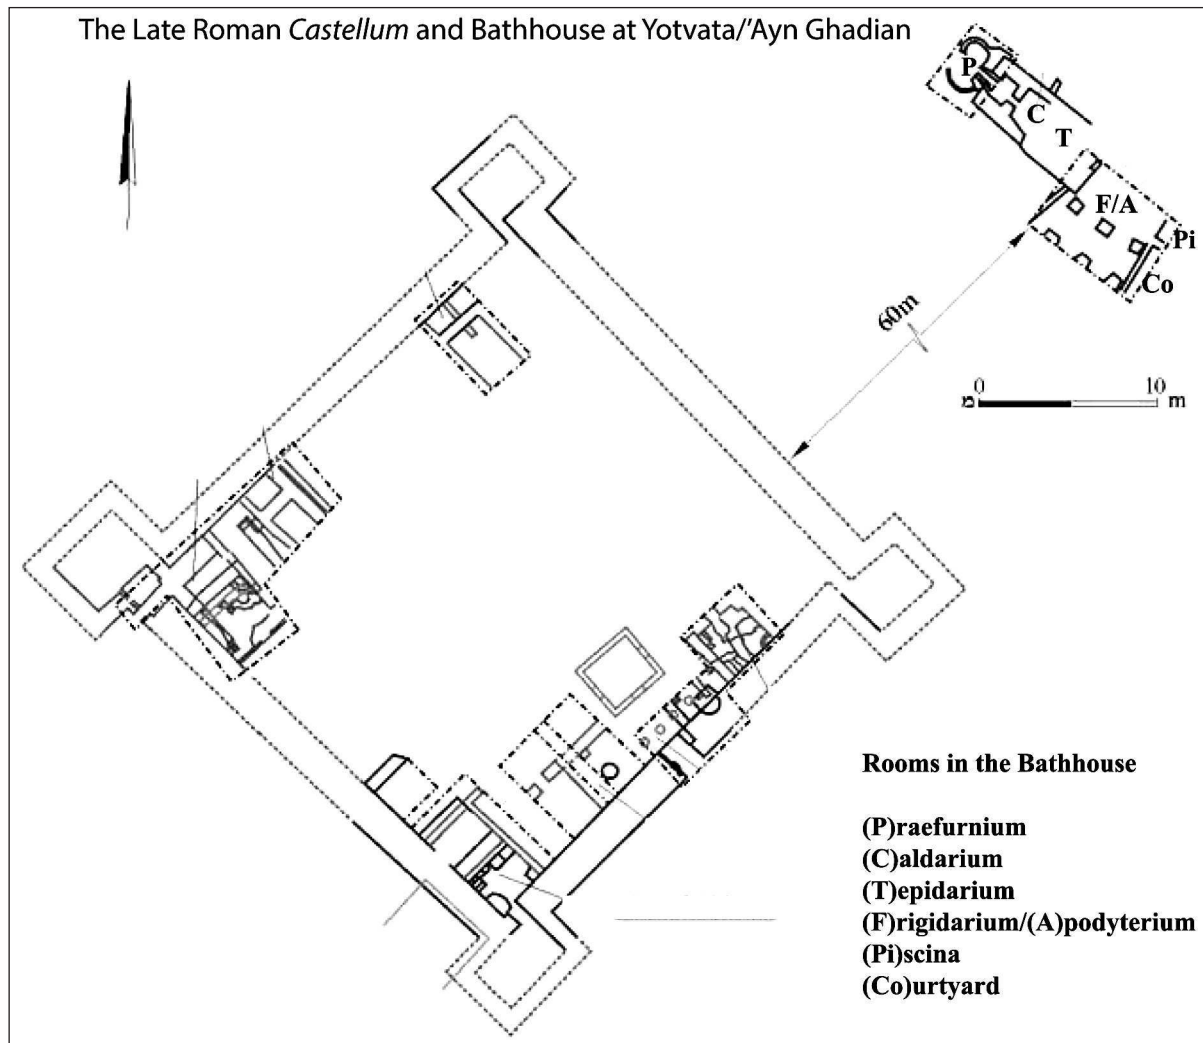 The Late Roman Castellum and Bathhouse at Yotvata/'Ayn Ghadian
P
C
T
F/A
Pi
Co
60m
0 10
m
Rooms in the Bathhouse
(P)raefurnium
(C)aldarium
(T)epidarium
(F)rigidarium/(A)podyterium
(Pi)scina
(Co)urtyard